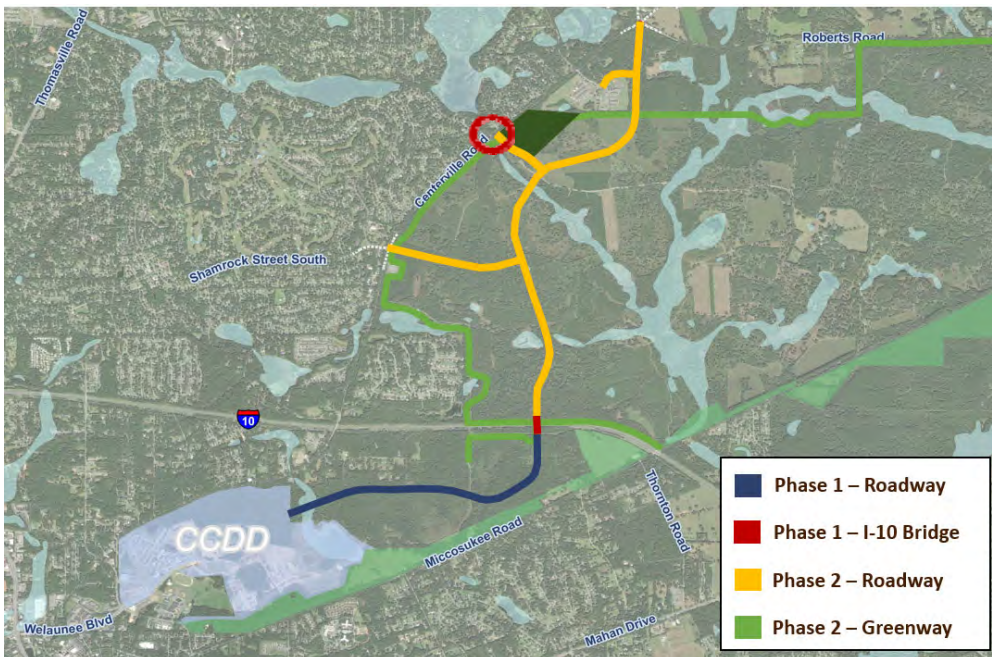 Thomasville Road
Roberts Road
Centerville Road
Shamrock Street South
10
CCDD
Thornton Road
Miccosukee Road
Welaunee Blvd
Mahan Drive
Phase 1 – Roadway
Phase 1 – I-10 Bridge
Phase 2 – Roadway
Phase 2 – Greenway